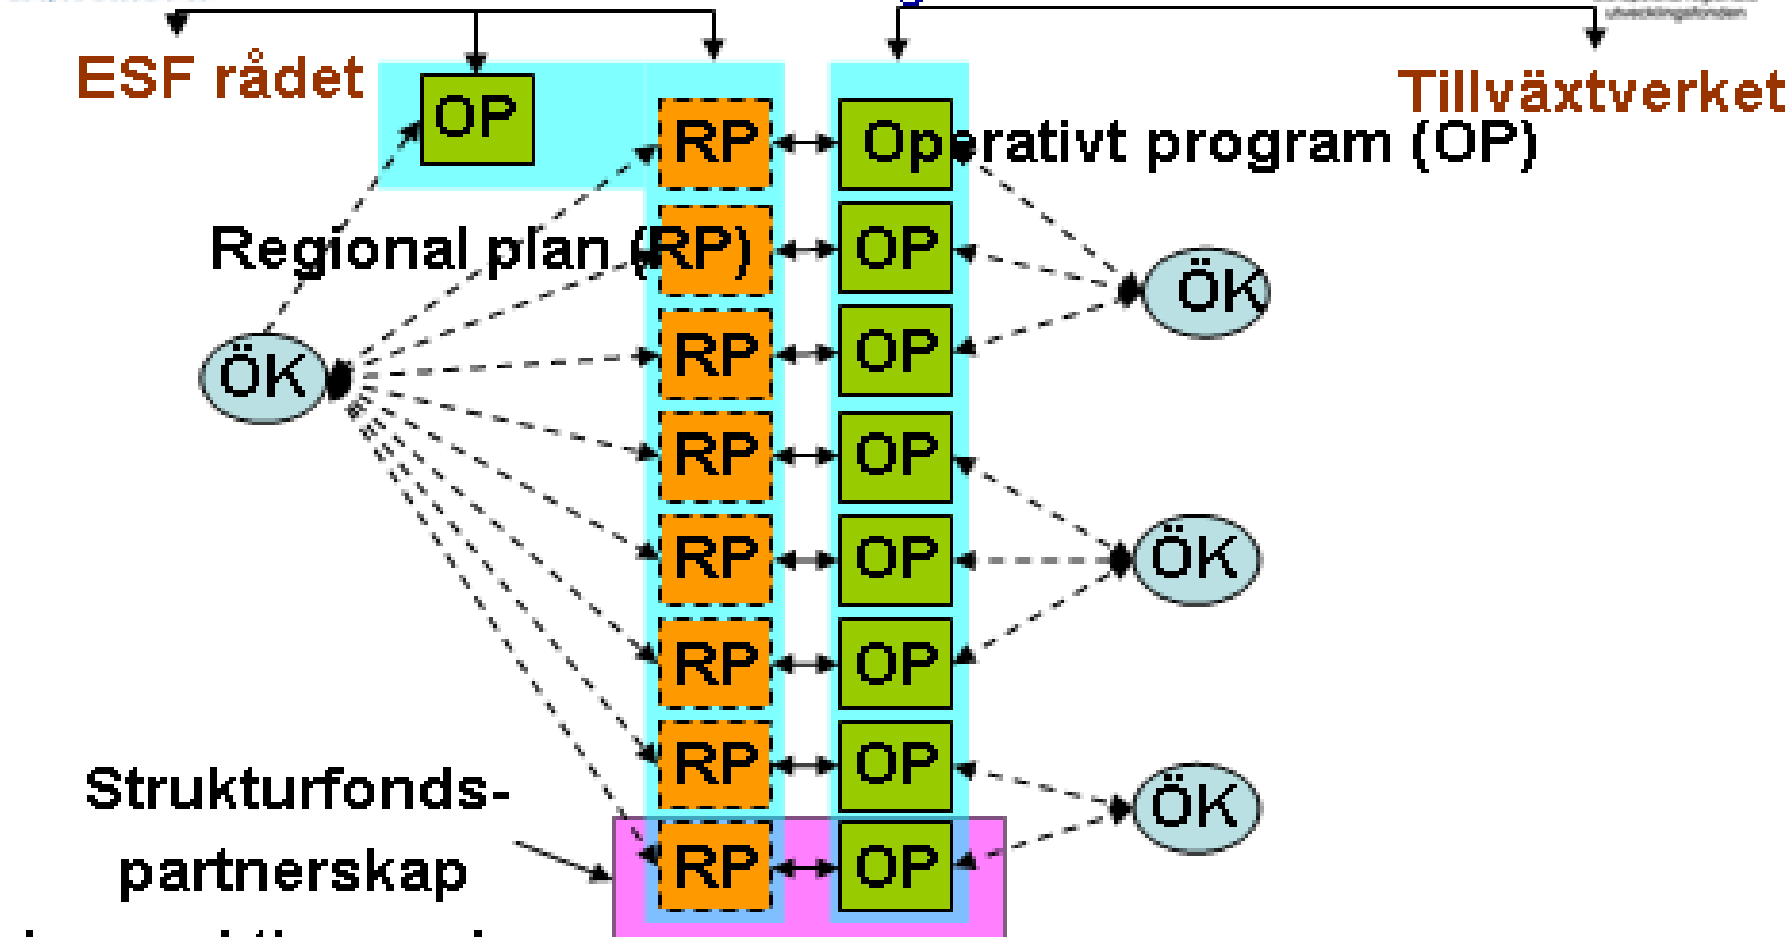 utvecklingsfonden
ESF rådet
Tillväxtverket
OP
RP
Operativt program (OP)
Regional plan (RP)
OP
ÖK
ÖK
RP
OP
RP
OP
RP
OP
ÖK
RP
OP
RP
OP
Strukturfonds-
partnerskap
ÖK
RP
OP